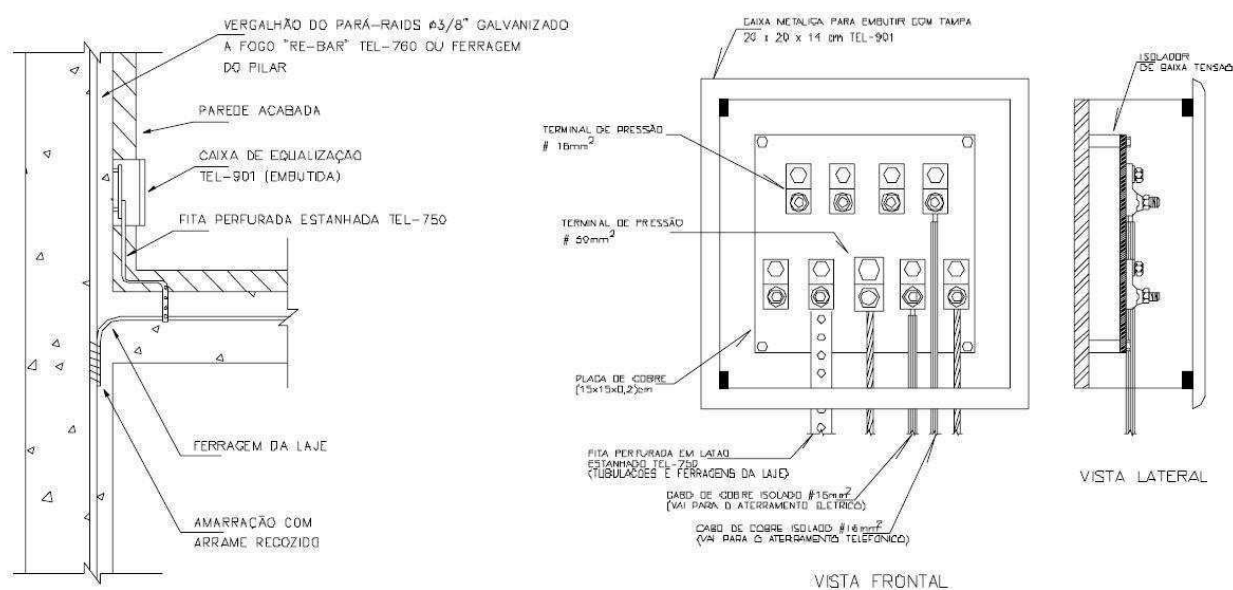 VERGALHÃO DO PARÁ-RAIDS ø3/8" GALVANIZADO
A FOGO "RE-BAR" TEL-760 OU FERRAGEM
DO PILAR
PAREDE ACABADA
CAIXA DE EQUALIZAÇÃO
TEL-901 (EMBUTIDA)
FITA PERFURADA ESTANHADA TEL-750
FERRAGEM DA LAJE
AMARRAÇÃO COM
ARRAME RECOZIDO
CAIXA METALICA PARA EMBUTIR COM TAMPA
20 x 20 x 14 cm TEL-901
TERMINAL DE PRESSÃO
# 16mm²
TERMINAL DE PRESSÃO
# 50mm²
PLACA DE COBRE
(15x15x0,2)cm
FITA PERFURADA EM LATAO
ESTANHADO TEL-750
(TUBULACOES E FERRAGENS DA LAJE)
CABO DE COBRE ISOLADO #16mm²
(VAI PARA O ATERRAMENTO ELETRICO)
CABO DE COBRE ISOLADO #16mm²
(VAI PARA O ATERRAMENTO TELEFONICO)
VISTA FRONTAL
ISOLADOR
DE BAIXA TENSAO
VISTA LATERAL